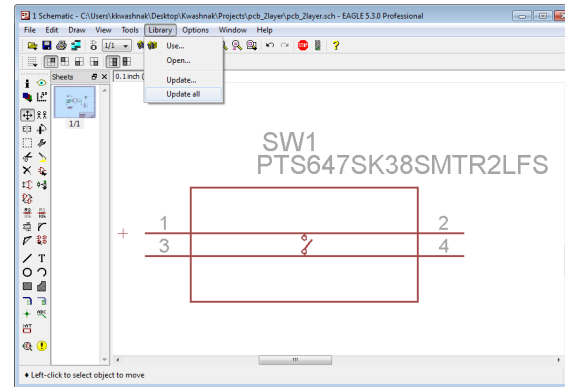 1 Schematic - C:\Users\kkwashnak\Desktop\Kwashnak\Projects\pcb_2layer\pcb_2layer.sch - EAGLE 5.3.0 Professional
File Edit Draw View Tools Library Options Window Help
1/1
Use...
Open...
Update...
Update all
Sheets
0.1 inch (
1/1
SW1
PTS647SK38SMTR2LFS
1
2
3
4
Left-click to select object to move